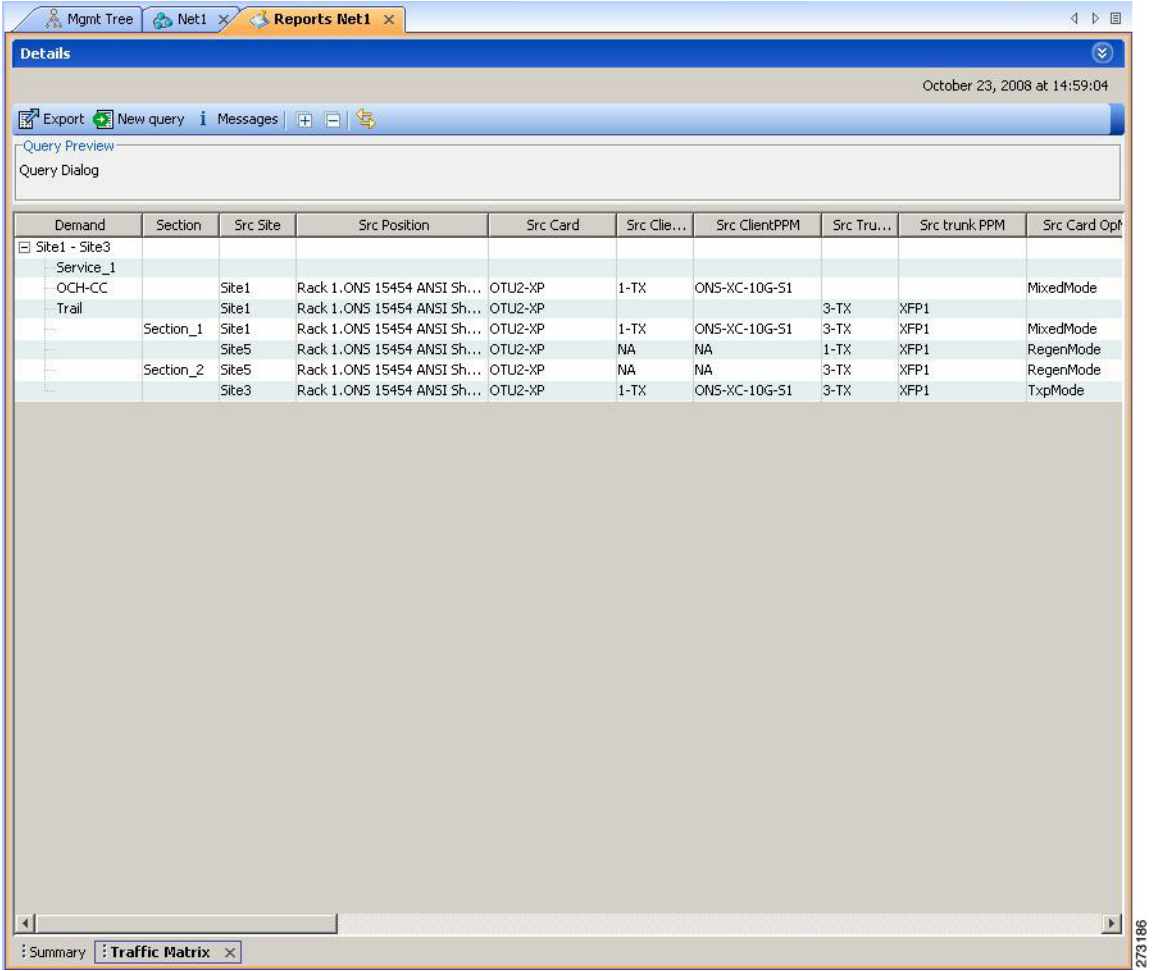 Mgmt Tree Net1 Reports Net1
Details
October 23, 2008 at 14:59:04
Export New query i Messages
Query Preview
Query Dialog
Demand Section Src Site Src Position Src Card Src Clie... Src ClientPPM Src Tru... Src trunk PPM Src Card Op
Site1 - Site3
Service_1
OCH-CC Site1 Rack 1.ONS 15454 ANSI Sh... OTU2-XP 1-TX ONS-XC-10G-S1 MixedMode
Trail Site1 Rack 1.ONS 15454 ANSI Sh... OTU2-XP 3-TX XFP1
Section_1 Site1 Rack 1.ONS 15454 ANSI Sh... OTU2-XP 1-TX ONS-XC-10G-S1 3-TX XFP1 MixedMode
Site5 Rack 1.ONS 15454 ANSI Sh... OTU2-XP NA NA 1-TX XFP1 RegenMode
Section_2 Site5 Rack 1.ONS 15454 ANSI Sh... OTU2-XP NA NA 3-TX XFP1 RegenMode
Site3 Rack 1.ONS 15454 ANSI Sh... OTU2-XP 1-TX ONS-XC-10G-S1 3-TX XFP1 TxpMode
Summary Traffic Matrix
273186